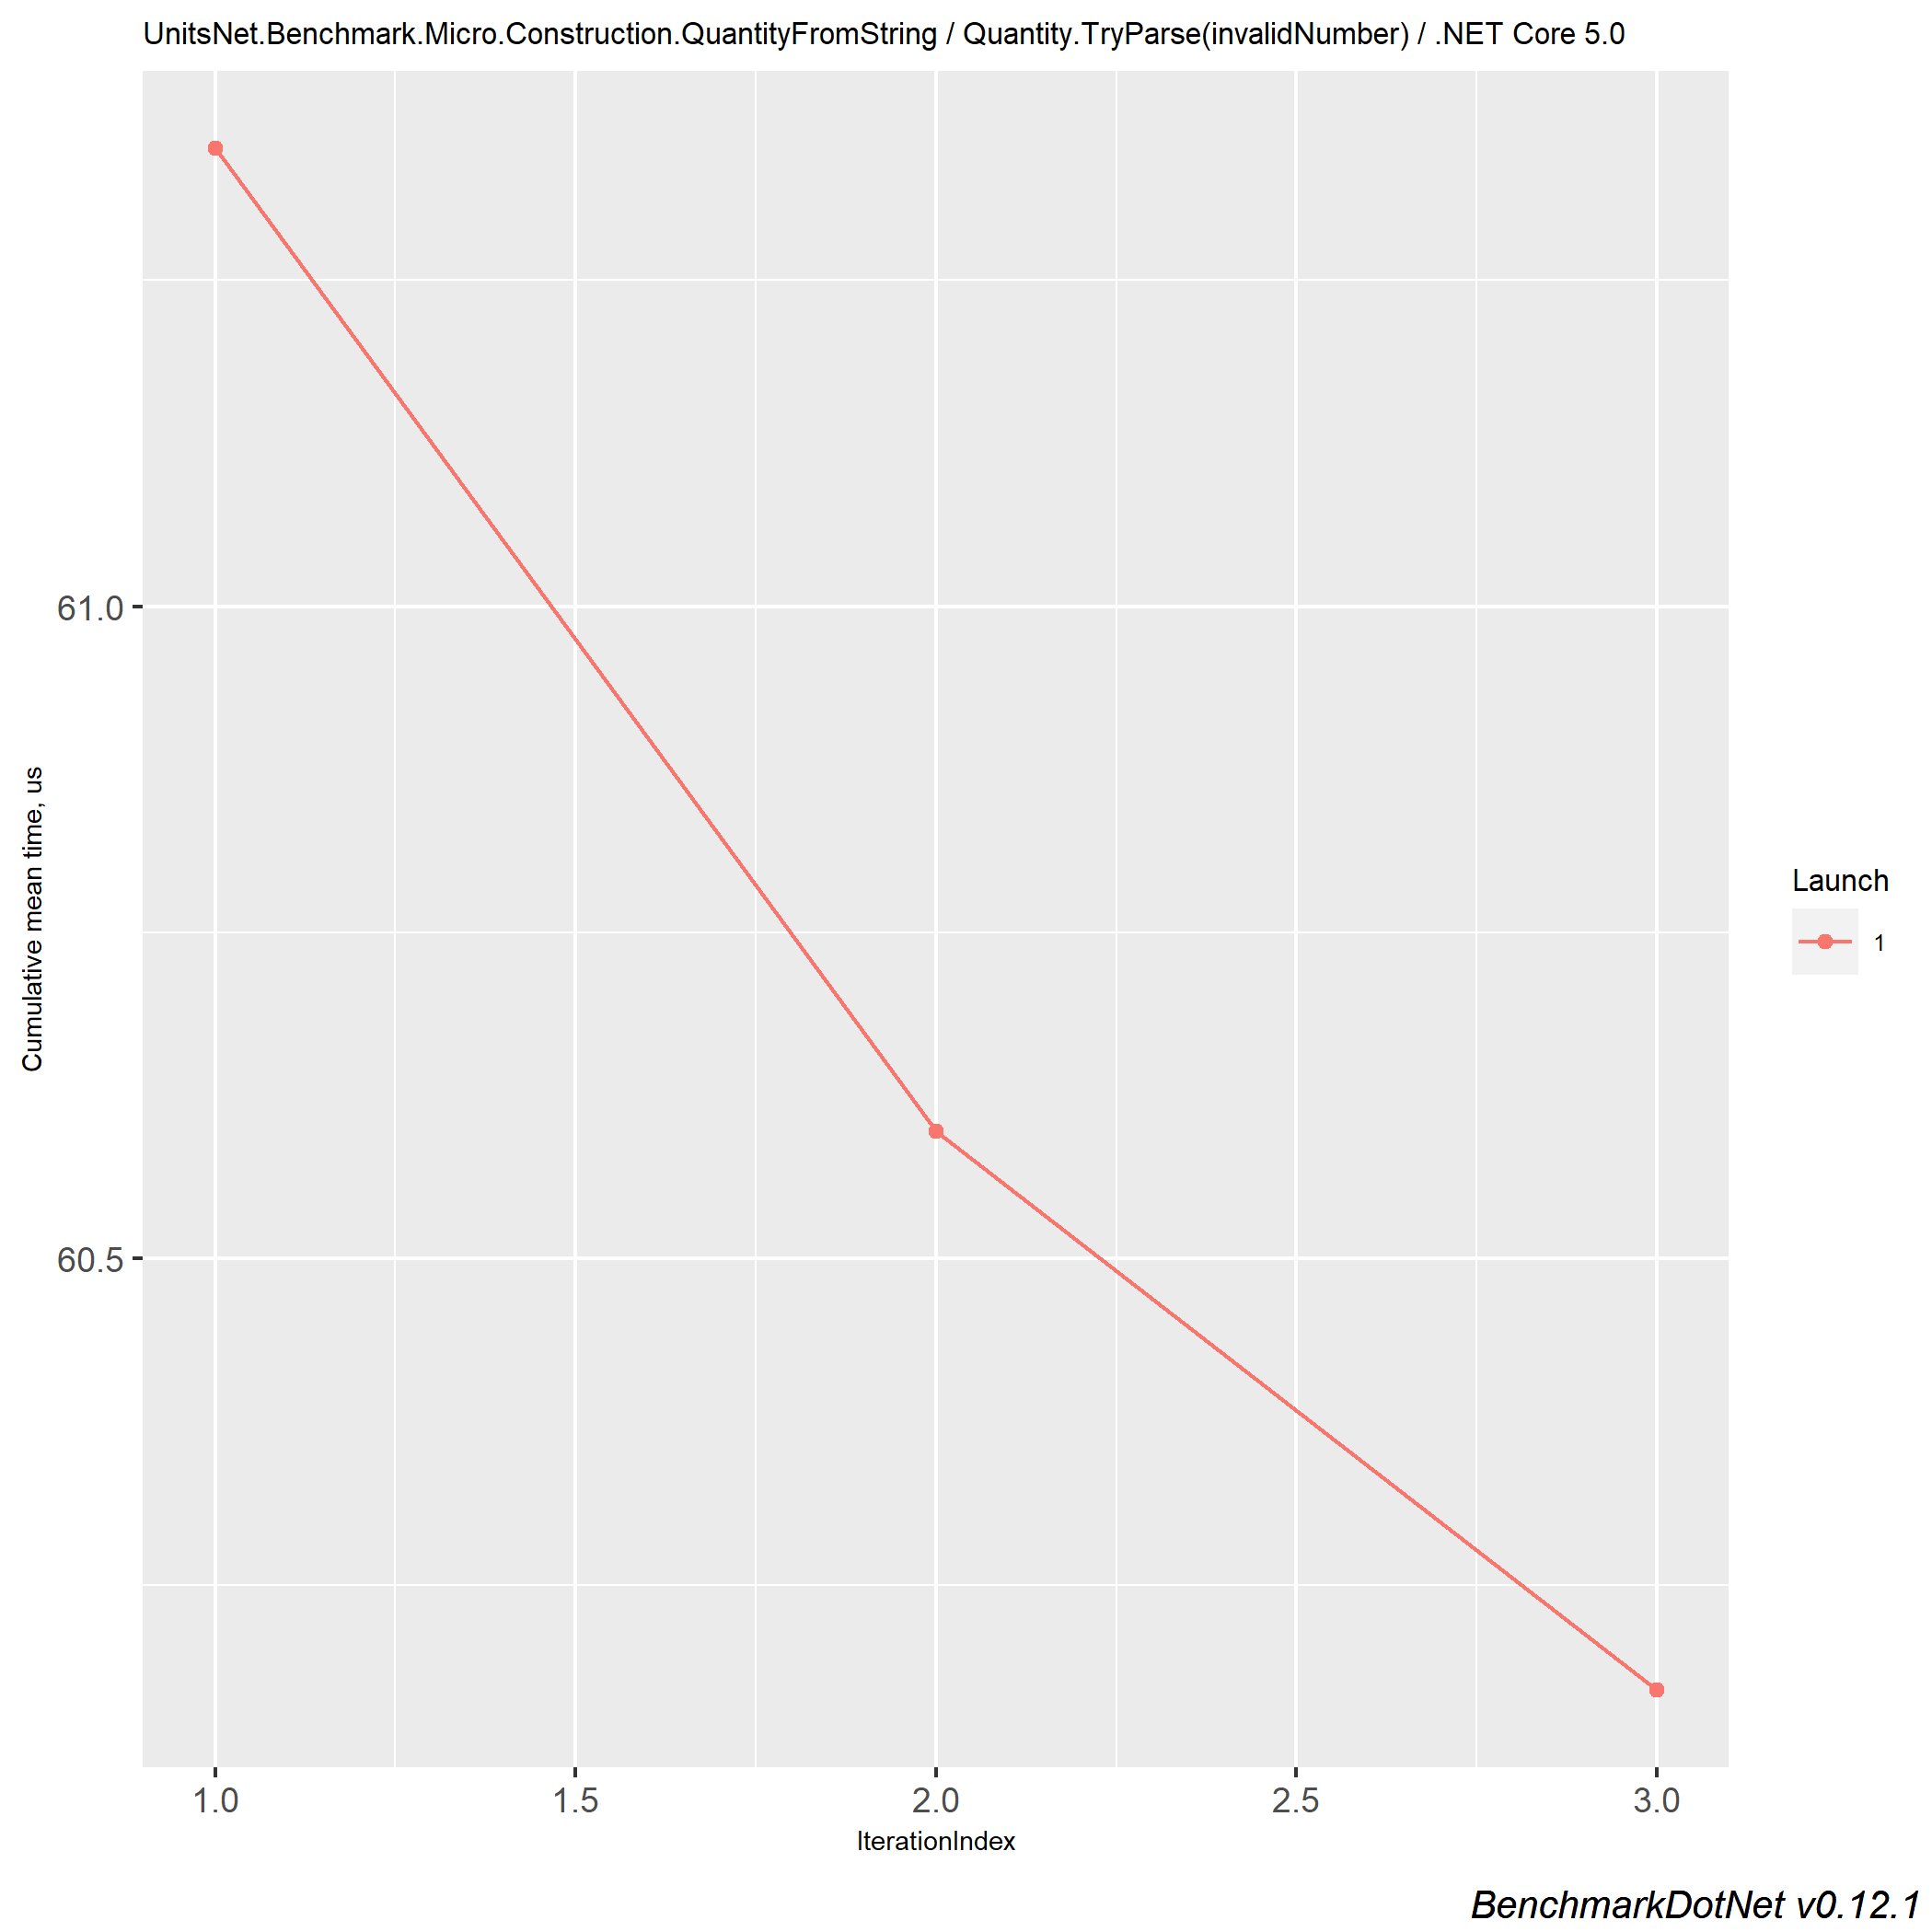 UnitsNet.Benchmark.Micro.Construction.QuantityFromString / Quantity.TryParse(invalidNumber) / .NET Core 5.0
61.0
60.5
Cumulative mean time, us
1.0 1.5 2.0 2.5 3.0
IterationIndex
Launch
1
BenchmarkDotNet v0.12.1